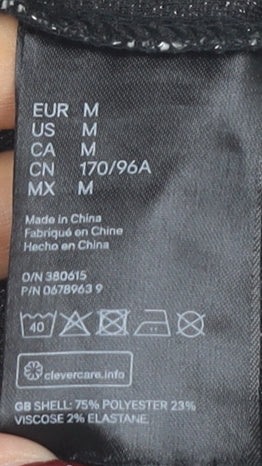 EUR M
US M
CA M
CN 170/96A
MX M
Made in China
Fabriqué en Chine
Hecho en China
O/N 380615
P/N 0678963 9
40
clevercare.info
GB SHELL: 75% POLYESTER 23%
VISCOSE 2% ELASTANE,